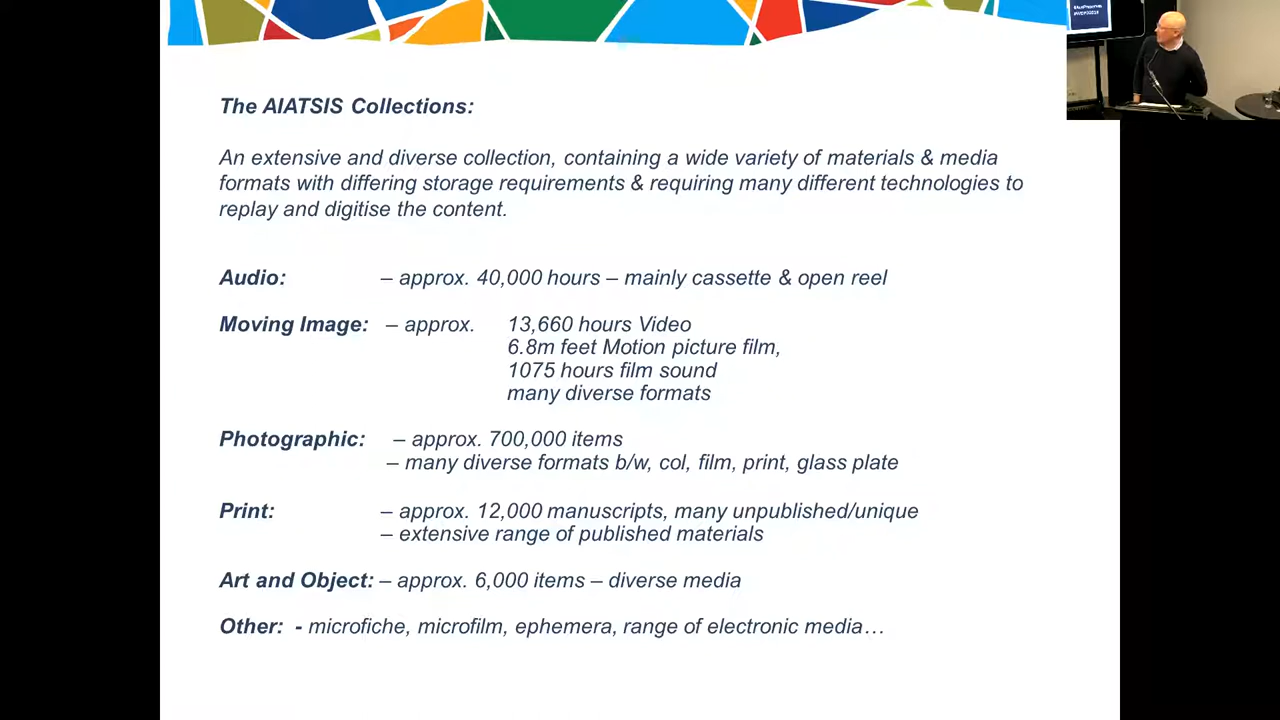 The AIATSIS Collections:
An extensive and diverse collection, containing a wide variety of materials & media
formats with differing storage requirements & requiring many different technologies to
replay and digitise the content.
Audio: – approx. 40,000 hours – mainly cassette & open reel
Moving Image: – approx. 13,660 hours Video
6.8m feet Motion picture film,
1075 hours film sound
many diverse formats
Photographic: – approx. 700,000 items
– many diverse formats b/w, col, film, print, glass plate
Print: – approx. 12,000 manuscripts, many unpublished/unique
– extensive range of published materials
Art and Object: – approx. 6,000 items – diverse media
Other: - microfiche, microfilm, ephemera, range of electronic media…